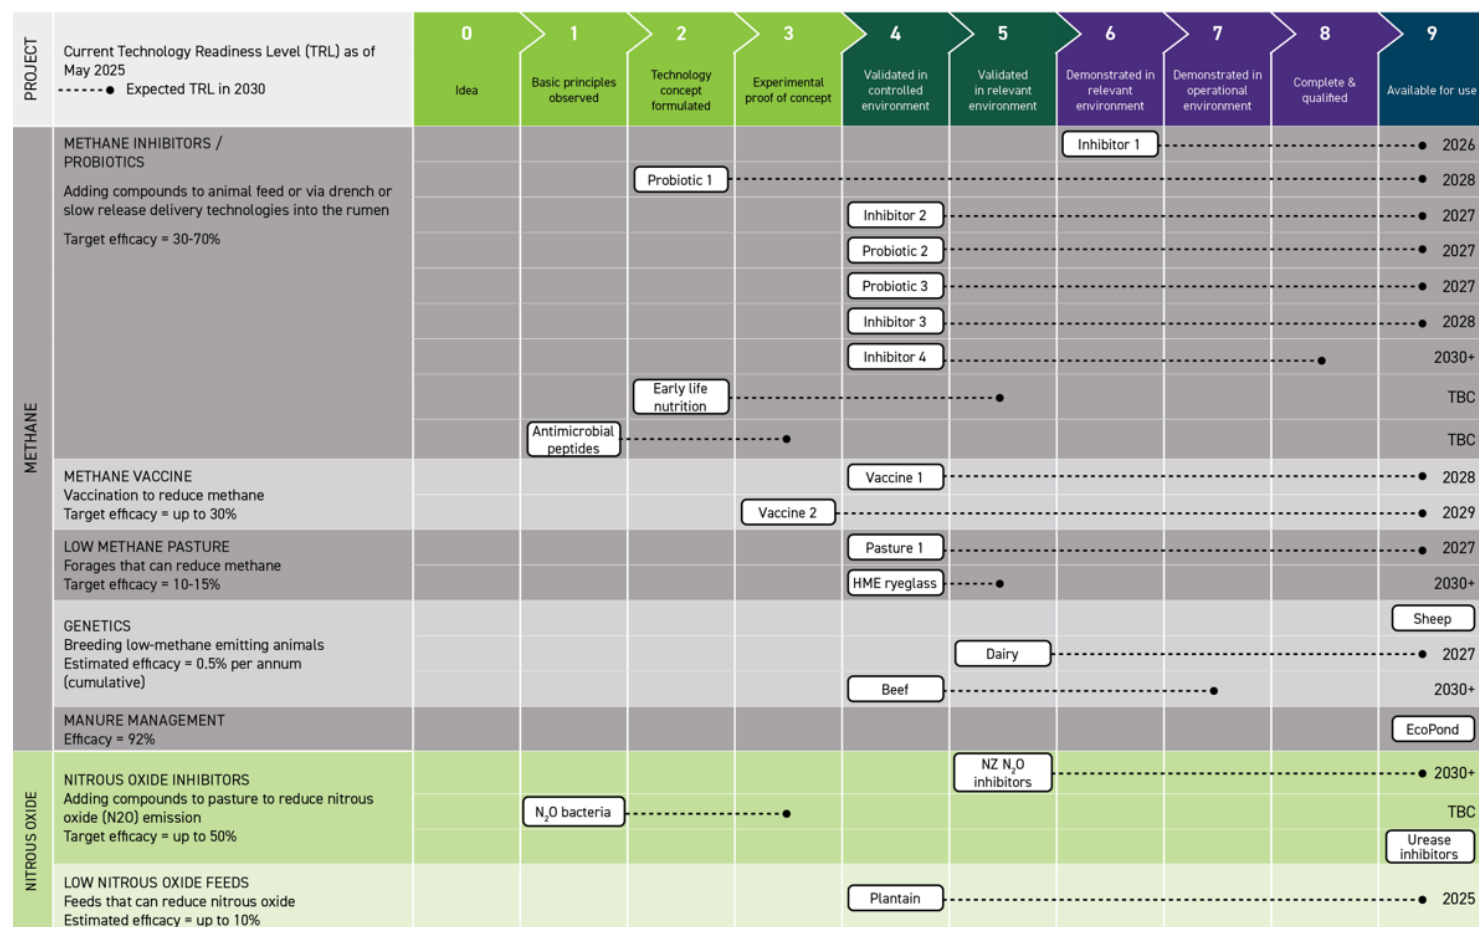 PROJECT
Current Technology Readiness Level (TRL) as of
May 2025
Expected TRL in 2030
0
Idea
1
Basic principles
observed
2
Technology
concept
formulated
3
Experimental
proof of concept
4
Validated in
controlled
environment
5
Validated
in relevant
environment
6
Demonstrated in
relevant
environment
7
Demonstrated in
operational
environment
8
Complete &
qualified
9
Available for use
METHANE
METHANE INHIBITORS /
PROBIOTICS
Adding compounds to animal feed or via drench or
slow release delivery technologies into the rumen
Target efficacy = 30-70%
Inhibitor 1
2026
Probiotic 1
2028
Inhibitor 2
2027
Probiotic 2
2027
Probiotic 3
2027
Inhibitor 3
2028
Inhibitor 4
2030+
Early life
nutrition
TBC
Antimicrobial
peptides
TBC
METHANE VACCINE
Vaccination to reduce methane
Target efficacy = up to 30%
Vaccine 1
2028
Vaccine 2
2029
LOW METHANE PASTURE
Forages that can reduce methane
Target efficacy = 10-15%
Pasture 1
2027
HME ryeglass
2030+
GENETICS
Breeding low-methane emitting animals
Estimated efficacy = 0.5% per annum
(cumulative)
Sheep
Dairy
2027
Beef
2030+
MANURE MANAGEMENT
Efficacy = 92%
EcoPond
NITROUS OXIDE
NITROUS OXIDE INHIBITORS
Adding compounds to pasture to reduce nitrous
oxide (N2O) emission
Target efficacy = up to 50%
NZ N₂O
inhibitors
2030+
N₂O bacteria
TBC
Urease
inhibitors
LOW NITROUS OXIDE FEEDS
Feeds that can reduce nitrous oxide
Estimated efficacy = up to 10%
Plantain
2025